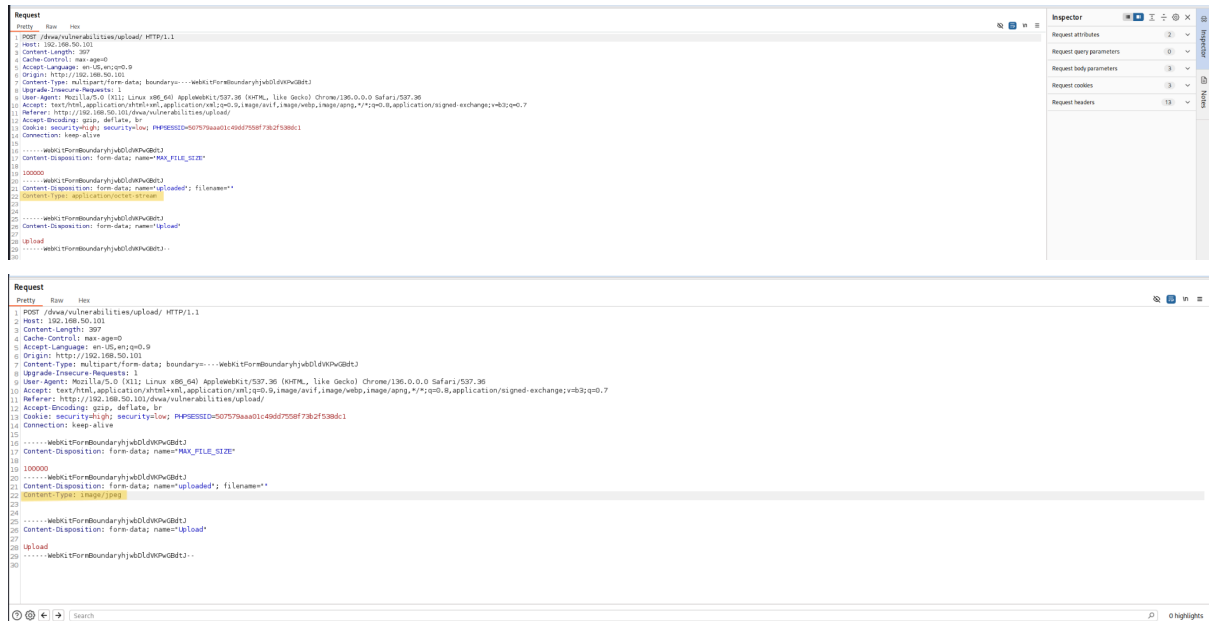 Request
Pretty Raw Hex
1 POST /dvwa/vulnerabilities/upload/ HTTP/1.1
2 Host: 192.168.50.101
3 Content-Length: 397
4 Cache-Control: max-age=0
5 Accept-Language: en-US,en;q=0.9
6 Origin: http://192.168.50.101
7 Content-Type: multipart/form-data; boundary=----WebKitFormBoundaryhjwbDldVKPwGBdtJ
8 Upgrade-Insecure-Requests: 1
9 User-Agent: Mozilla/5.0 (X11; Linux x86_64) AppleWebKit/537.36 (KHTML, like Gecko) Chrome/136.0.0.0 Safari/537.36
10 Accept: text/html,application/xhtml+xml,application/xml;q=0.9,image/avif,image/webp,image/apng,*/*;q=0.8,application/signed-exchange;v=b3;q=0.7
11 Referer: http://192.168.50.101/dvwa/vulnerabilities/upload/
12 Accept-Encoding: gzip, deflate, br
13 Cookie: security=high; security=low; PHPSESSID=507579aaa01c49dd7558f73b2f538dc1
14 Connection: keep-alive
15
16 ------WebKitFormBoundaryhjwbDldVKPwGBdtJ
17 Content-Disposition: form-data; name="MAX_FILE_SIZE"
18
19 100000
20 ------WebKitFormBoundaryhjwbDldVKPwGBdtJ
21 Content-Disposition: form-data; name="uploaded"; filename=""
22 Content-Type: application/octet-stream
23
24
25 ------WebKitFormBoundaryhjwbDldVKPwGBdtJ
26 Content-Disposition: form-data; name="Upload"
27
28 Upload
29 ------WebKitFormBoundaryhjwbDldVKPwGBdtJ--
30
Inspector
Request attributes 2
Request query parameters 0
Request body parameters 3
Request cookies 3
Request headers 13
Inspector
Notes
Request
Pretty Raw Hex
\n
1 POST /dvwa/vulnerabilities/upload/ HTTP/1.1
2 Host: 192.168.50.101
3 Content-Length: 397
4 Cache-Control: max-age=0
5 Accept-Language: en-US,en;q=0.9
6 Origin: http://192.168.50.101
7 Content-Type: multipart/form-data; boundary=----WebKitFormBoundaryhjwbDldVKPwGBdtJ
8 Upgrade-Insecure-Requests: 1
9 User-Agent: Mozilla/5.0 (X11; Linux x86_64) AppleWebKit/537.36 (KHTML, like Gecko) Chrome/136.0.0.0 Safari/537.36
10 Accept: text/html,application/xhtml+xml,application/xml;q=0.9,image/avif,image/webp,image/apng,*/*;q=0.8,application/signed-exchange;v=b3;q=0.7
11 Referer: http://192.168.50.101/dvwa/vulnerabilities/upload/
12 Accept-Encoding: gzip, deflate, br
13 Cookie: security=high; security=low; PHPSESSID=507579aaa01c49dd7558f73b2f538dc1
14 Connection: keep-alive
15
16 ------WebKitFormBoundaryhjwbDldVKPwGBdtJ
17 Content-Disposition: form-data; name="MAX_FILE_SIZE"
18
19 100000
20 ------WebKitFormBoundaryhjwbDldVKPwGBdtJ
21 Content-Disposition: form-data; name="uploaded"; filename=""
22 Content-Type: image/jpeg
23
24
25 ------WebKitFormBoundaryhjwbDldVKPwGBdtJ
26 Content-Disposition: form-data; name="Upload"
27
28 Upload
29 ------WebKitFormBoundaryhjwbDldVKPwGBdtJ--
30
Search
0 highlights